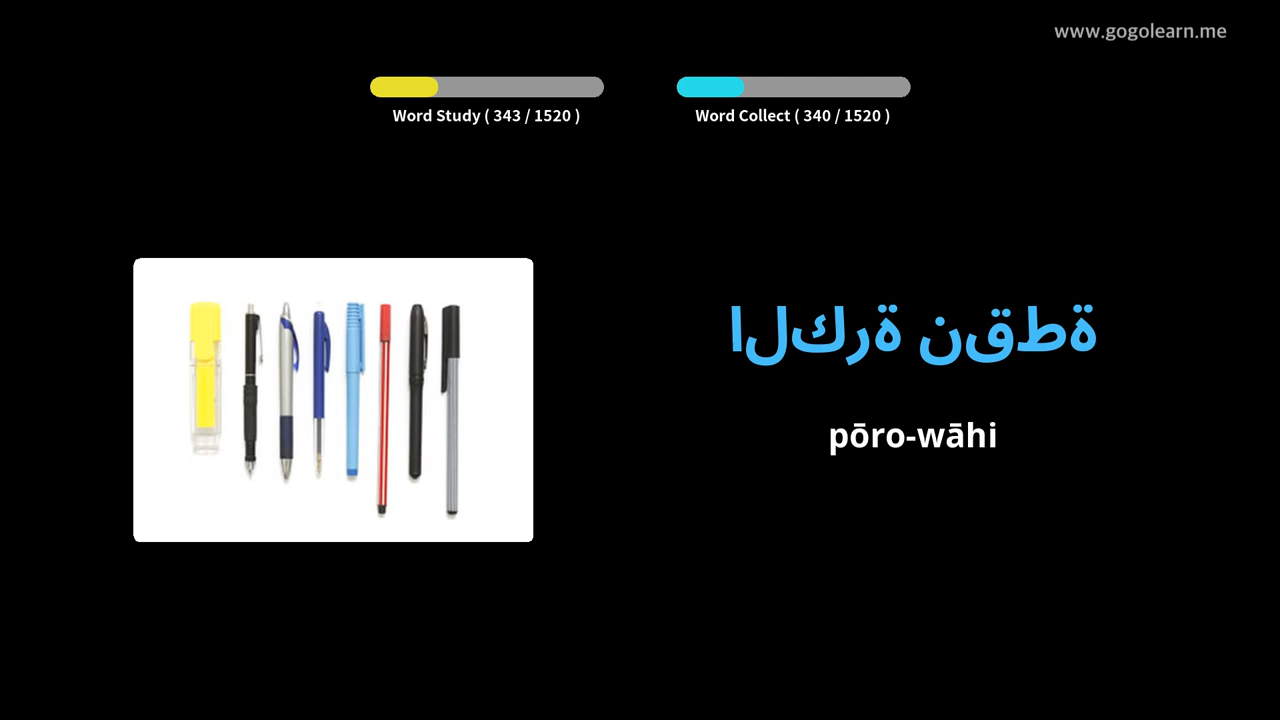 www.gogolearn.me
Word Study ( 343 / 1520 )
Word Collect ( 340 / 1520 )
الكرة نقطة
pōro-wāhi